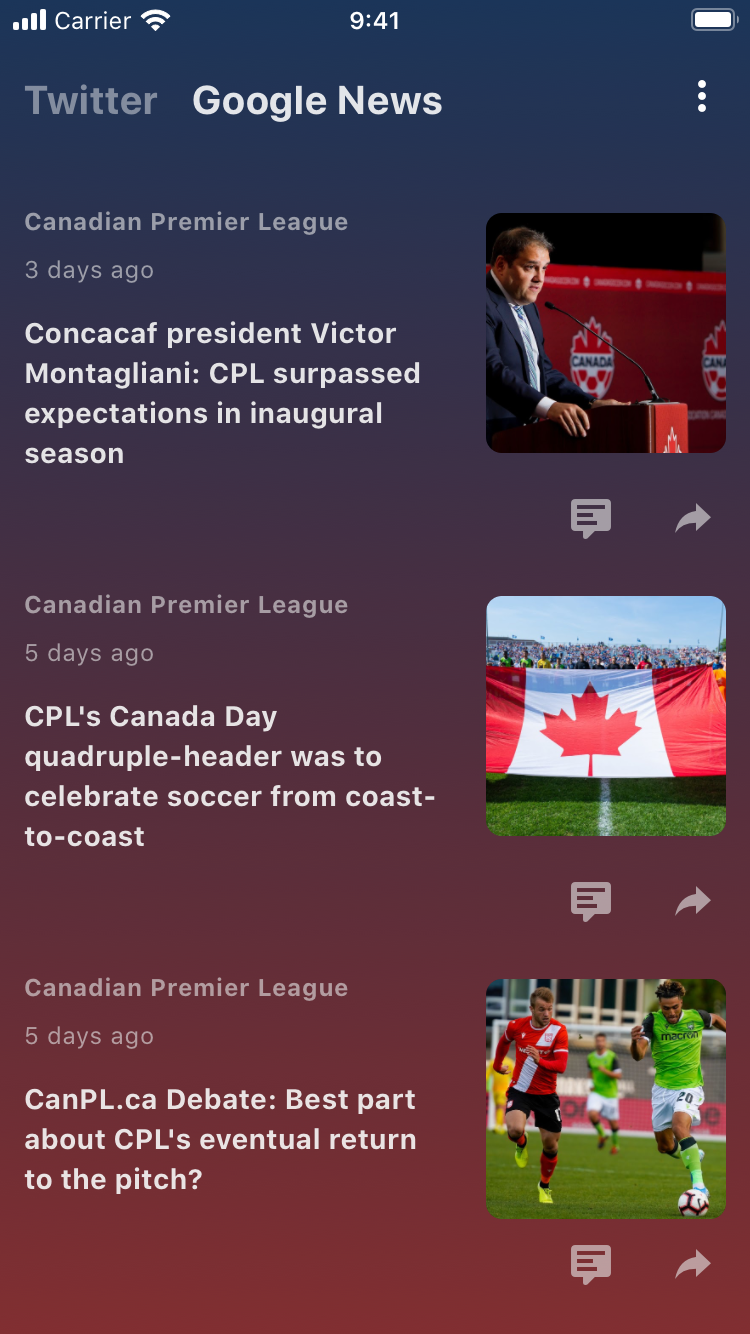 Carrier 9:41
Twitter Google News
Canadian Premier League
3 days ago
Concacaf president Victor
Montagliani: CPL surpassed
expectations in inaugural
season
CANADA
Canadian Premier League
5 days ago
CPL's Canada Day
quadruple-header was to
celebrate soccer from coast-
to-coast
Canadian Premier League
5 days ago
CanPL.ca Debate: Best part
about CPL's eventual return
to the pitch?
macron
20